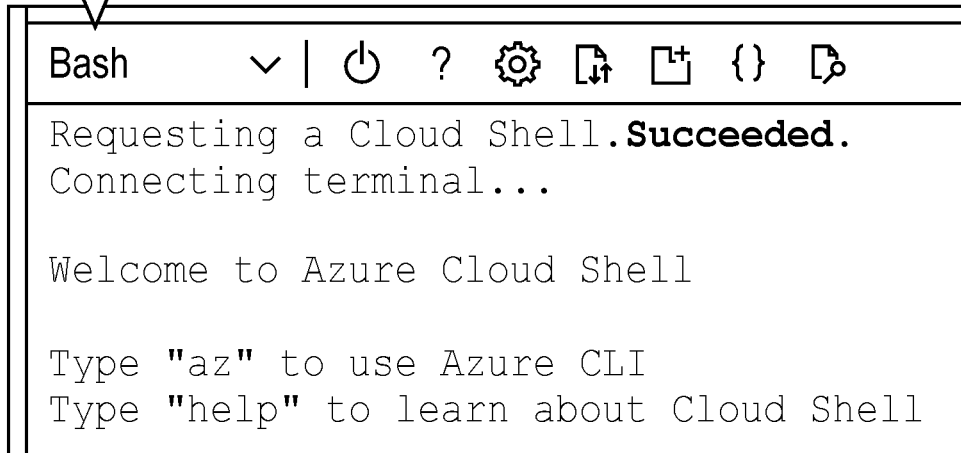 Bash
?
{}
Requesting a Cloud Shell.Succeeded.
Connecting terminal...
Welcome to Azure Cloud Shell
Type "az" to use Azure CLI
Type "help" to learn about Cloud Shell